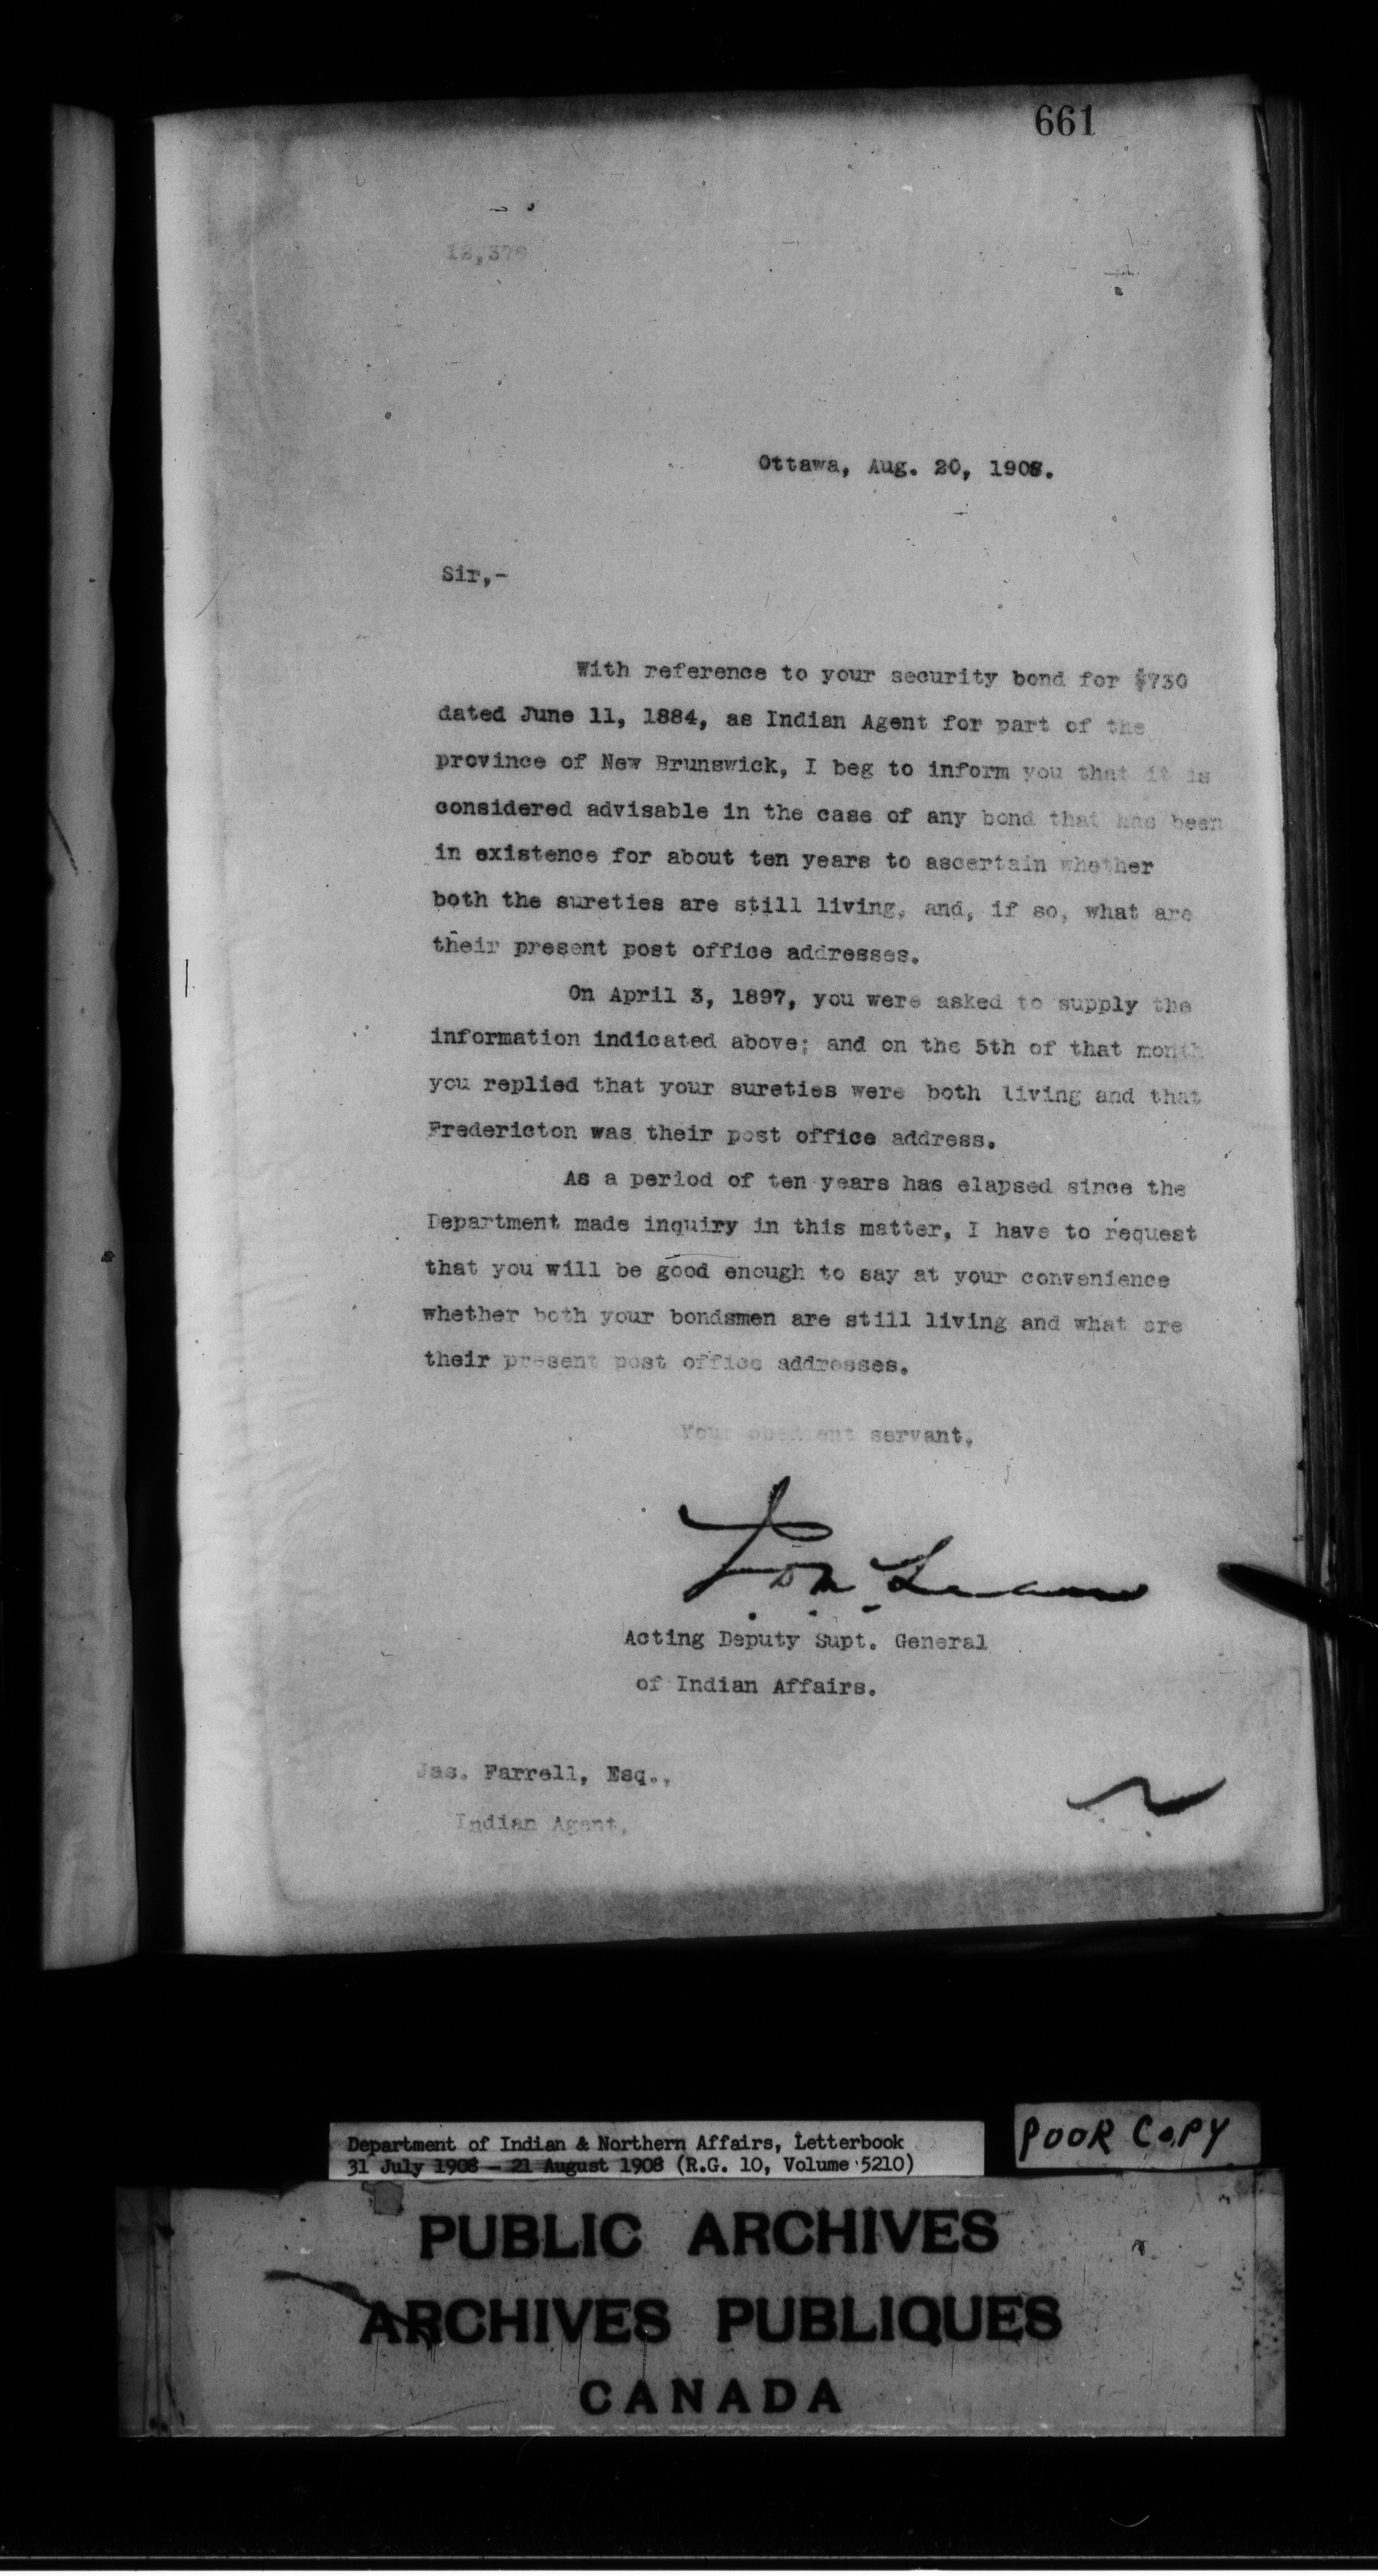 661
Ottawa, Aug. 20, 1908.
Sir,-
With reference to your security bond for $730
dated June 11, 1884, as Indian Agent for part of the
province of New Brunswick, I beg to inform you that it is
considered advisable in the case of any bond that has been
in existence for about ten years to ascertain whether
both the sureties are still living, and, if so, what are
their present post office addresses.
On April 3, 1897, you were asked to supply the
information indicated above; and on the 5th of that month
you replied that your sureties were both living and that
Fredericton was their post office address.
As a period of ten years has elapsed since the
Department made inquiry in this matter, I have to request
that you will be good enough to say at your convenience
whether both your bondsmen are still living and what are
their present post office addresses.
Your obedient servant,
Acting Deputy Supt. General
of Indian Affairs.
Jas. Farrell, Esq.,
Indian Agent,
Department of Indian & Northern Affairs, Letterbook
31 July 1908 - 21 August 1908 (R.G. 10, Volume 5210)
POOR COPY
PUBLIC ARCHIVES
ARCHIVES PUBLIQUES
CANADA